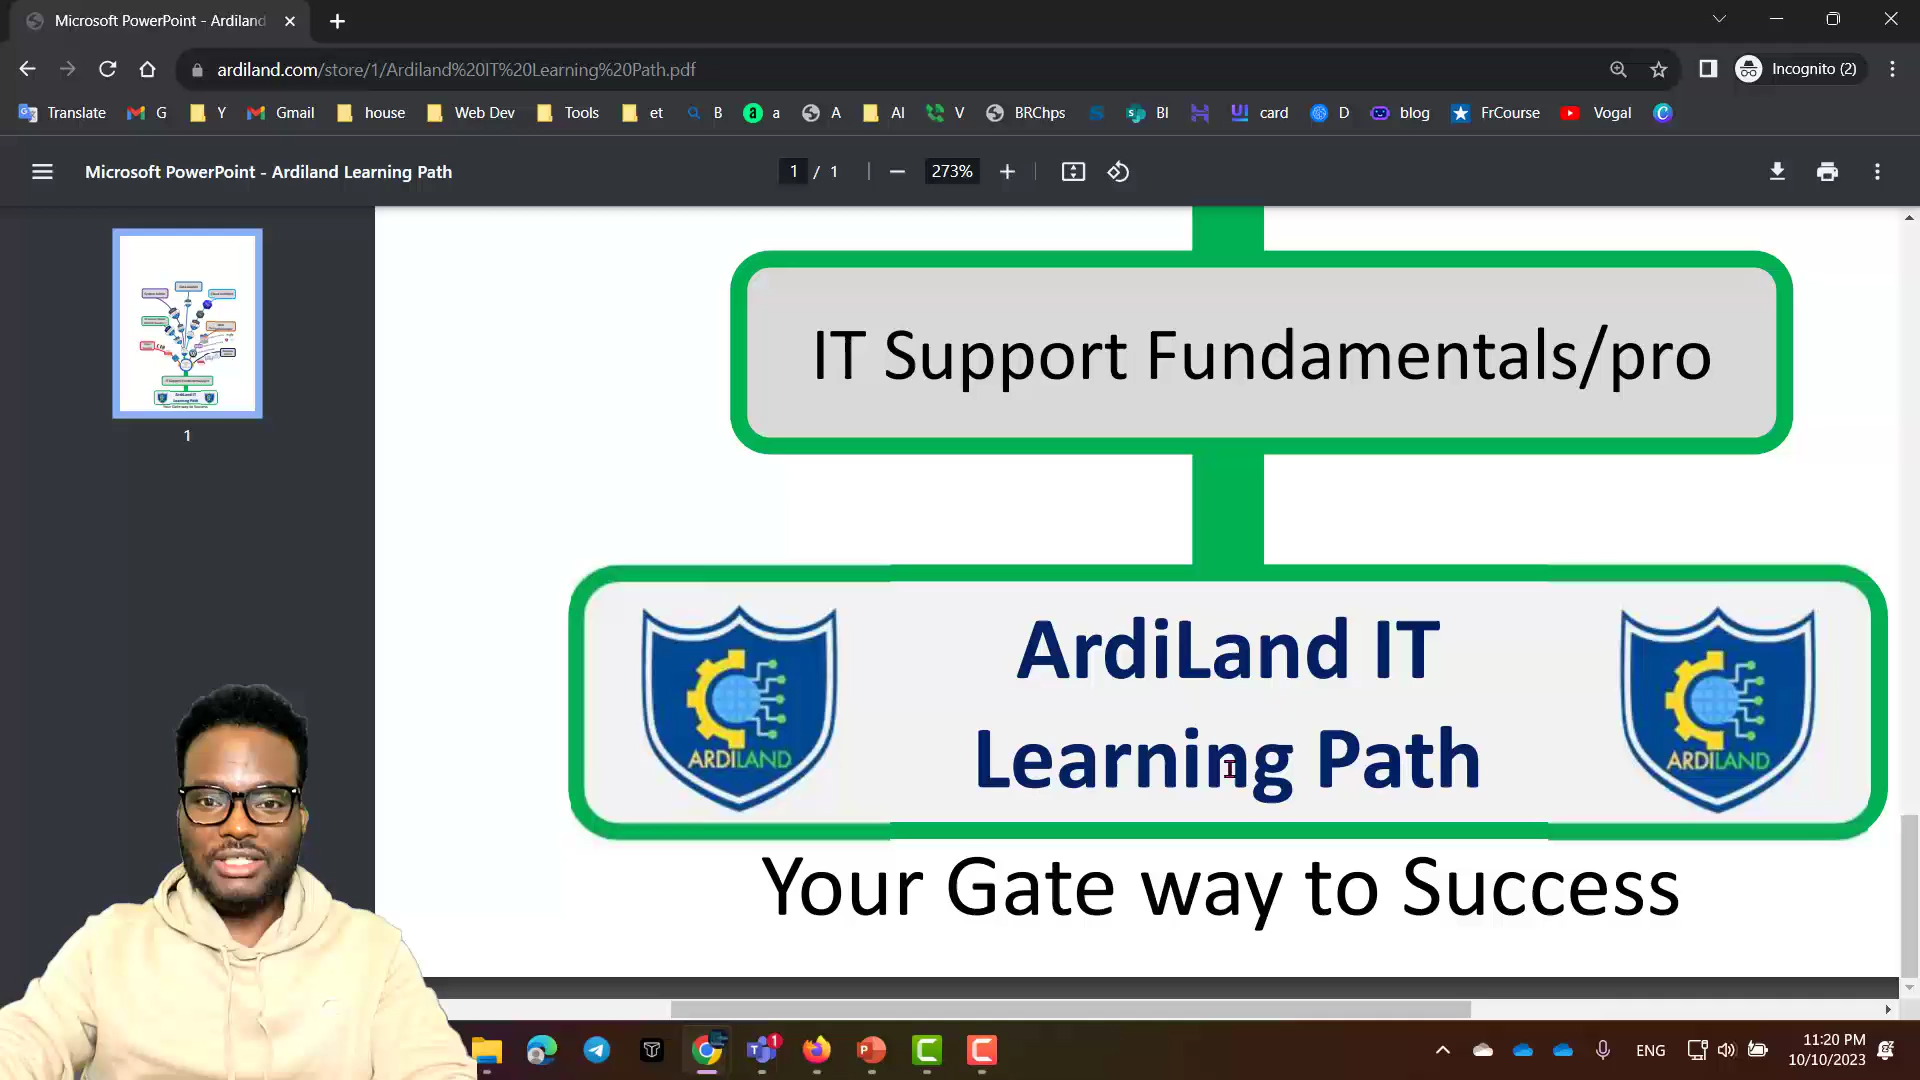 Microsoft PowerPoint - Ardiland
ardiland.com/store/1/Ardiland%20IT%20Learning%20Path.pdf
Incognito (2)
Translate G Y Gmail house Web Dev Tools et B a A AI V BRChps BI card D blog FrCourse Vogal
Microsoft PowerPoint - Ardiland Learning Path
1 / 1
273%
1
IT Support Fundamentals/pro
ArdiLand IT
Learning Path
ARDILAND
ARDILAND
Your Gate way to Success
1
ENG
11:20 PM
10/10/2023